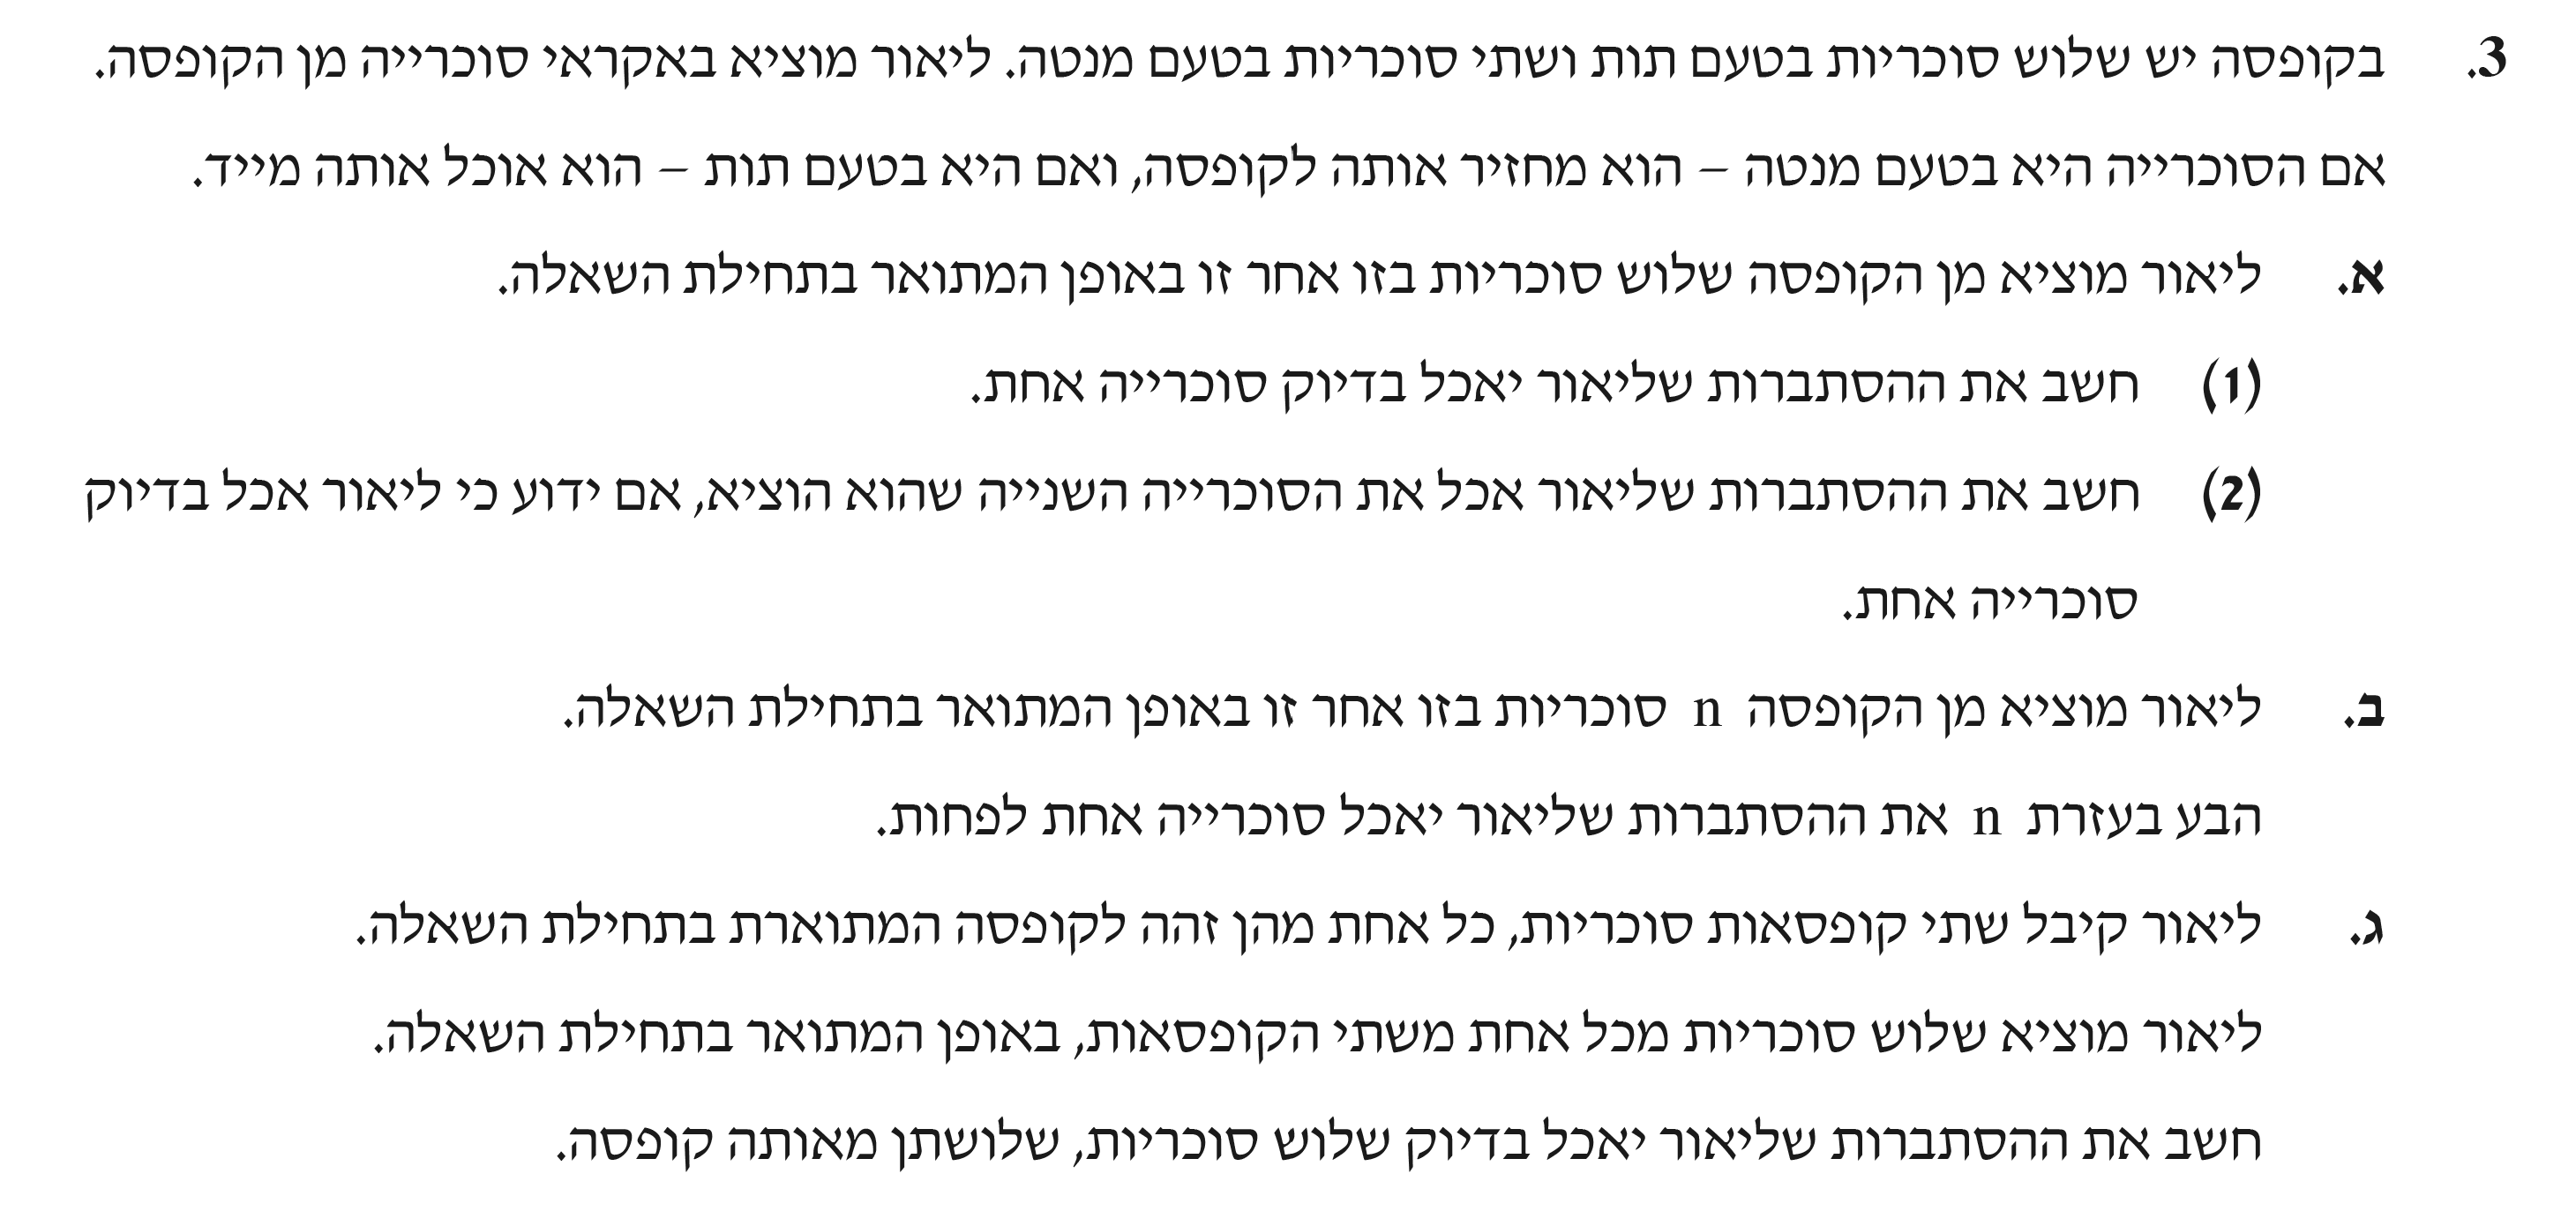 3. בקופסה יש שלוש סוכריות בטעם תות ושתי סוכריות בטעם מנטה. ליאור מוציא באקראי סוכרייה מן הקופסה.
אם הסוכרייה היא בטעם מנטה – הוא מחזיר אותה לקופסה, ואם היא בטעם תות – הוא אוכל אותה מייד.
א. ליאור מוציא מן הקופסה שלוש סוכריות בזו אחר זו באופן המתואר בתחילת השאלה.
(1) חשב את ההסתברות שליאור יאכל בדיוק סוכרייה אחת.
(2) חשב את ההסתברות שליאור אכל את הסוכרייה השנייה שהוא הוציא, אם ידוע כי ליאור אכל בדיוק
סוכרייה אחת.
ב. ליאור מוציא מן הקופסה n סוכריות בזו אחר זו באופן המתואר בתחילת השאלה.
הבע בעזרת n את ההסתברות שליאור יאכל סוכרייה אחת לפחות.
ג. ליאור קיבל שתי קופסאות סוכריות, כל אחת מהן זהה לקופסה המתוארת בתחילת השאלה.
ליאור מוציא שלוש סוכריות מכל אחת משתי הקופסאות, באופן המתואר בתחילת השאלה.
חשב את ההסתברות שליאור יאכל בדיוק שלוש סוכריות, שלושתן מאותה קופסה.